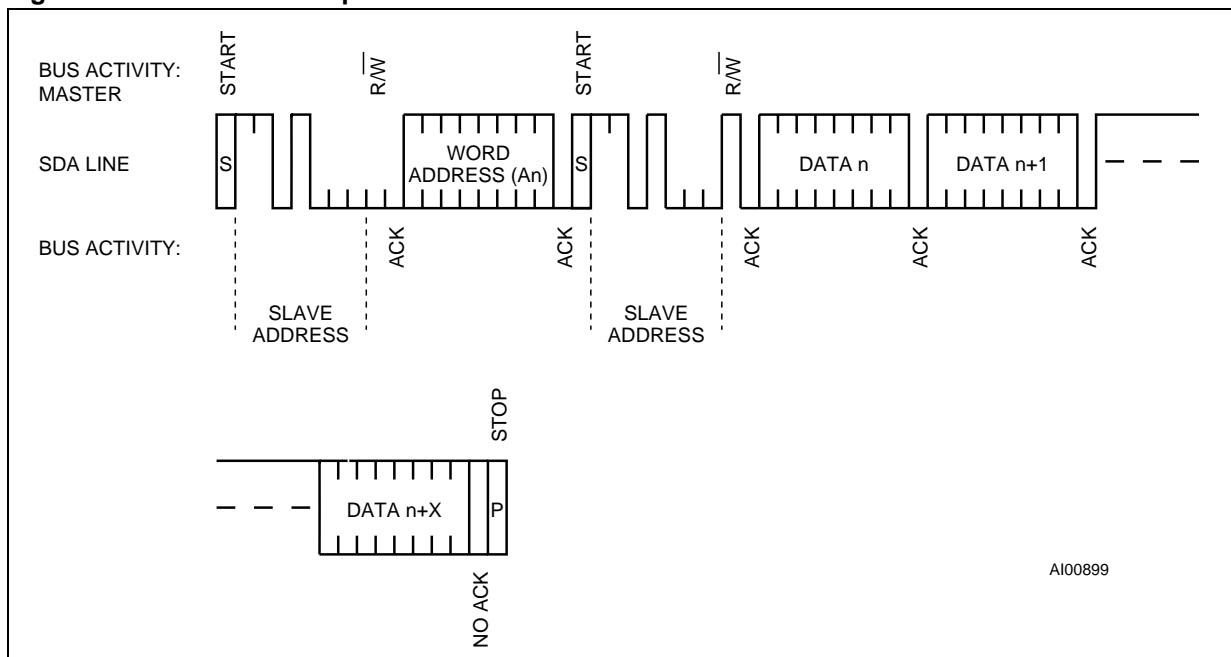 BUS ACTIVITY:
MASTER
START
R/W
START
R/W
SDA LINE
S
WORD
ADDRESS (An)
S
DATA n
DATA n+1
BUS ACTIVITY:
ACK
ACK
ACK
ACK
ACK
SLAVE
ADDRESS
SLAVE
ADDRESS
STOP
DATA n+X
P
NO ACK
AI00899